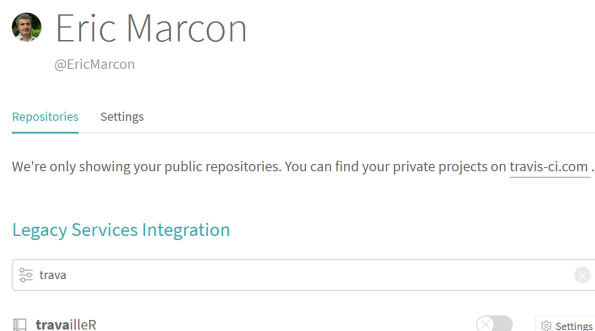 Eric Marcon
@EricMarcon
Repositories Settings
We're only showing your public repositories. You can find your private projects on travis-ci.com .
Legacy Services Integration
trava
travailleR Settings